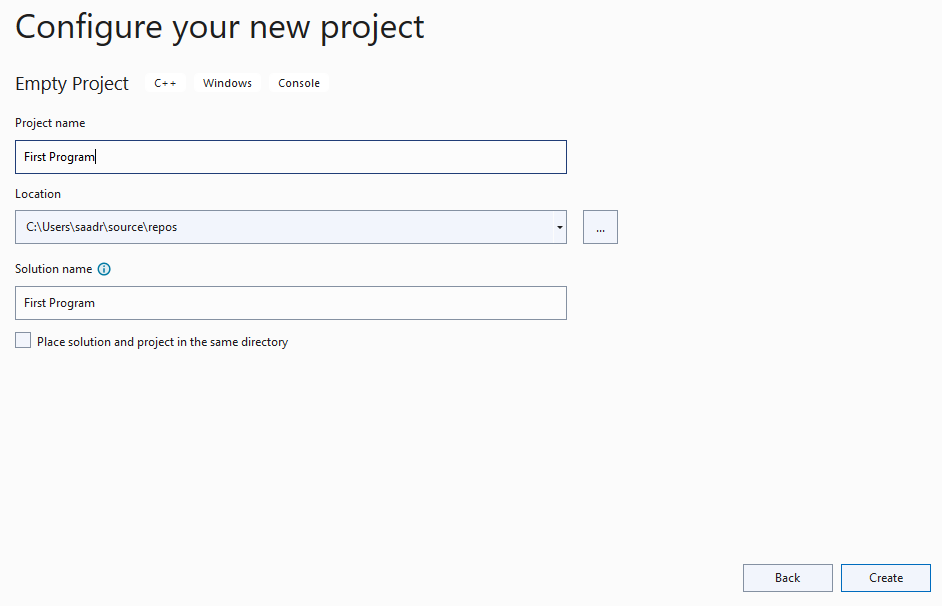 Configure your new project
Empty Project C++ Windows Console
Project name
First Program
Location
C:\Users\saadr\source\repos
...
Solution name
First Program
Place solution and project in the same directory
Back Create